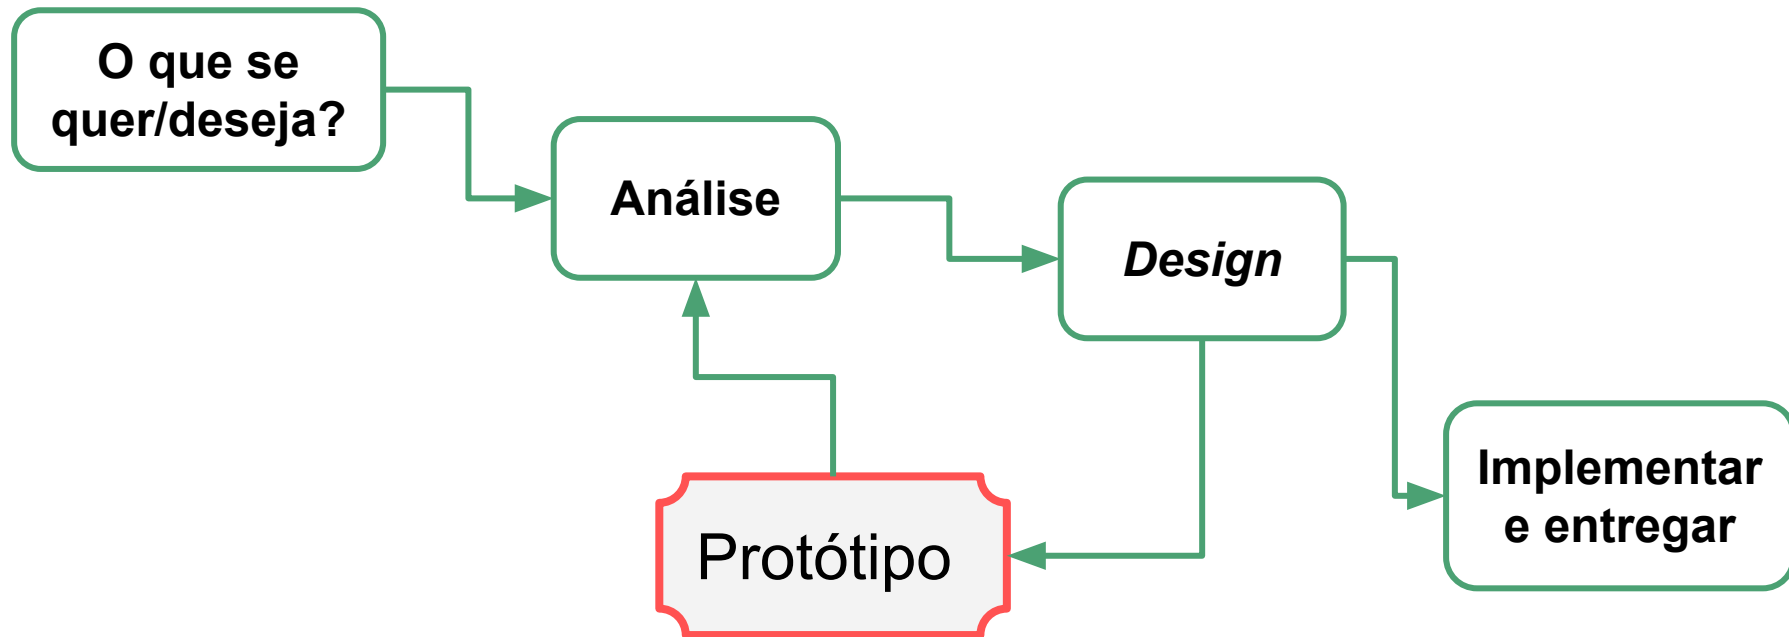 O que se
quer/deseja?
Análise
Design
Implementar
e entregar
Protótipo